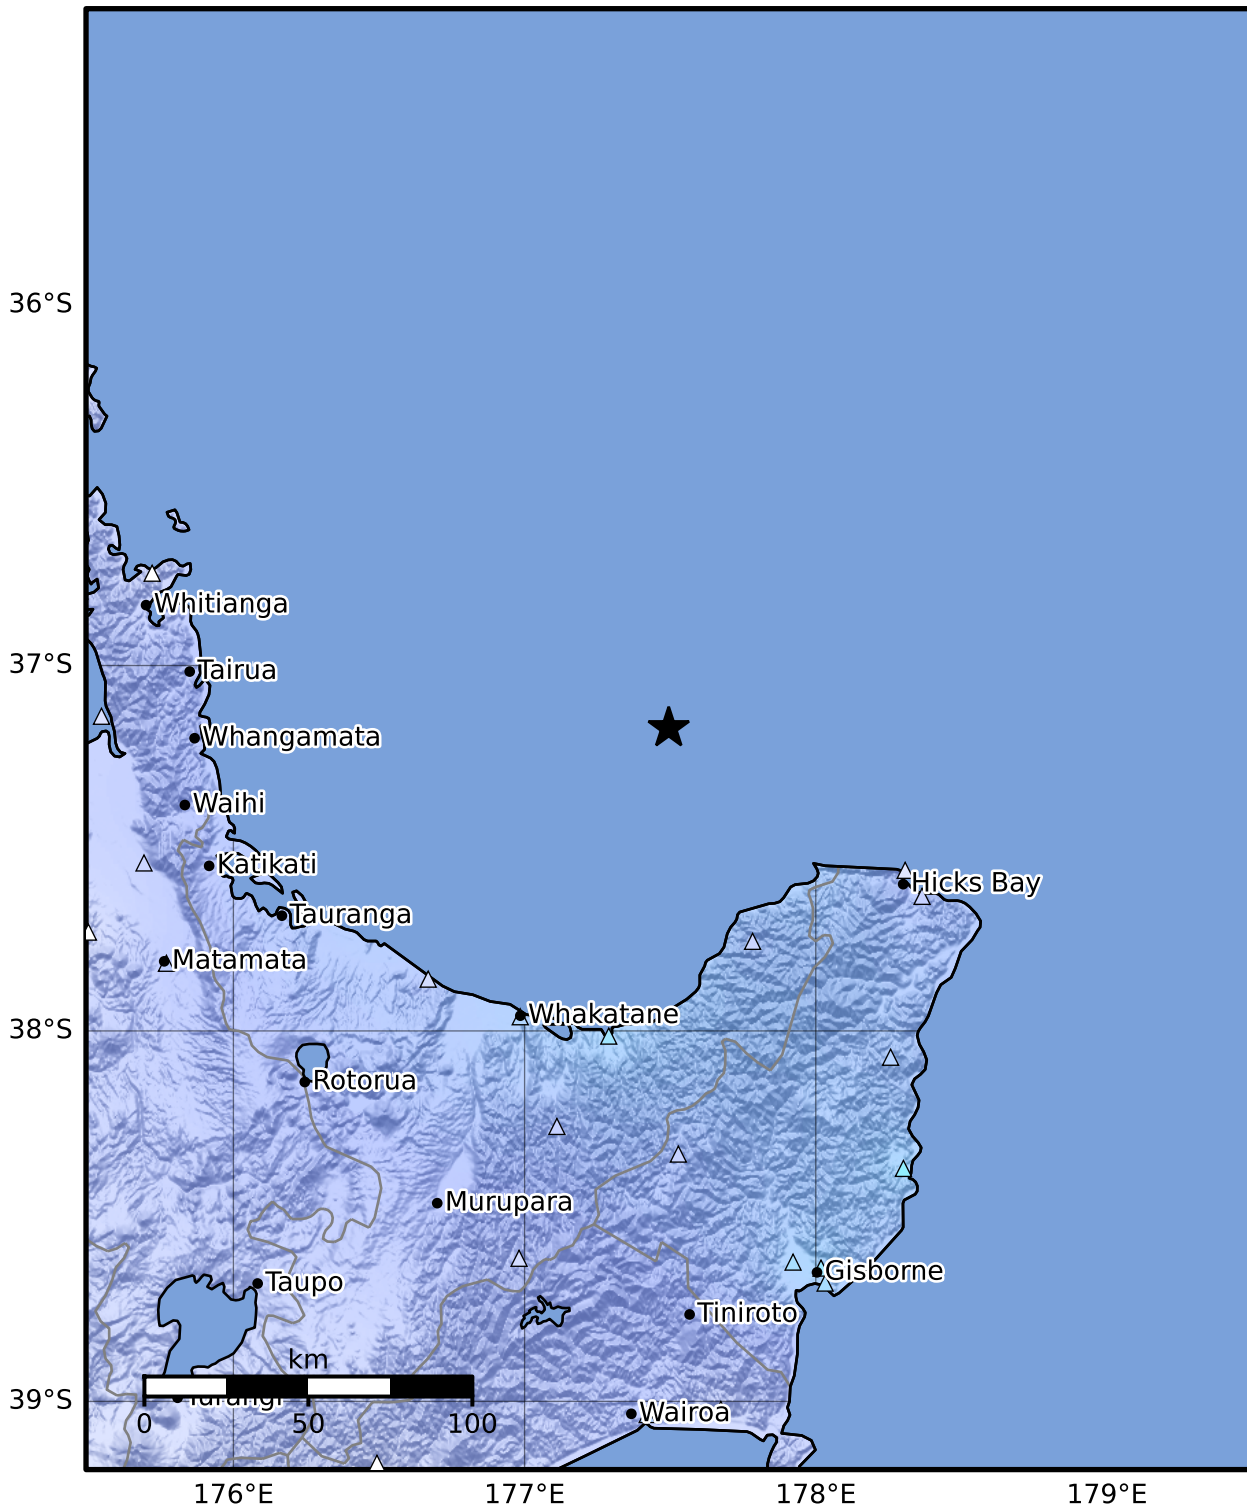 36°S
Whitianga
37°S
Tairua
Whangamata
Waihi
Katikati
Hicks Bay
Tauranga
Matamata
Whakatane
38°S
Rotorua
Murupara
Gisborne
Taupo
Tiniroto
km
39°S
Turangi
Wairoa
0 50 100
176°E 177°E 178°E 179°E